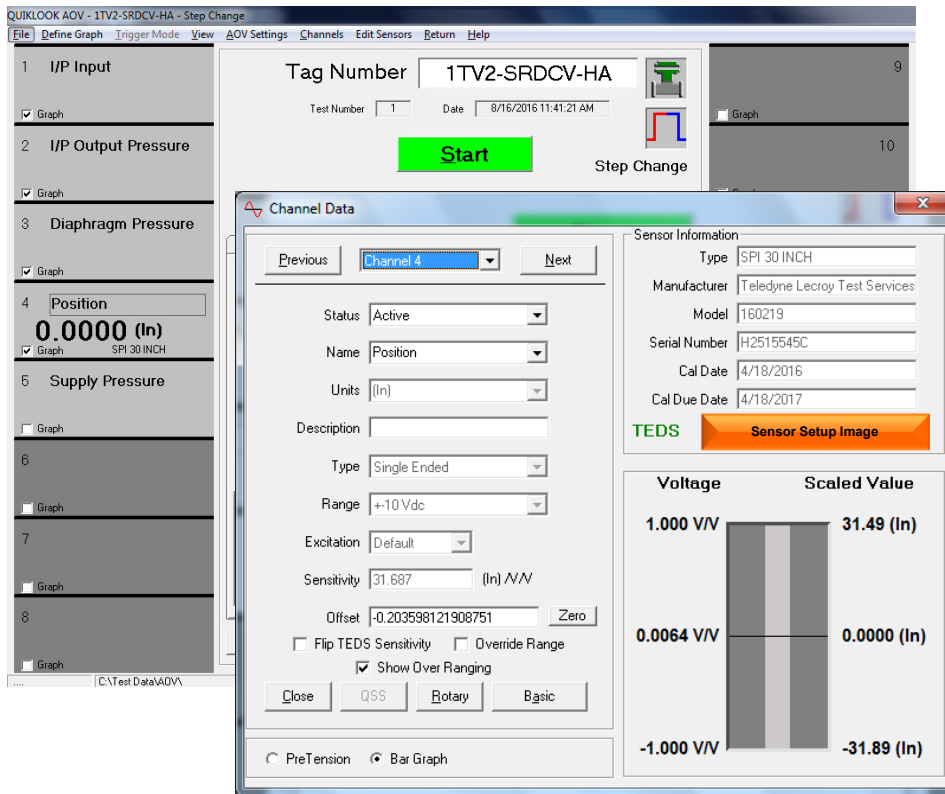 QUIKLOOK AOV - 1TV2-SRDCV-HA - Step Change
File Define Graph Trigger Mode View AOV Settings Channels Edit Sensors Return Help
1 I/P Input
Graph
2 I/P Output Pressure
Graph
3 Diaphragm Pressure
Graph
4 Position
0.0000 (In)
Graph SPI 30 INCH
5 Supply Pressure
Graph
6
Graph
7
Graph
8
Graph
.... C:\Test Data\AOV\
Tag Number 1TV2-SRDCV-HA
Test Number 1 Date 8/16/2016 11:41:21 AM
Start
Step Change
9
Graph
10
Channel Data
x
Previous Channel 4 Next
Status Active
Name Position
Units (In)
Description
Type Single Ended
Range +-10 Vdc
Excitation Default
Sensitivity 31.687 (In) /V/V
Offset -0.203598121908751 Zero
Flip TEDS Sensitivity Override Range
Show Over Ranging
Close QSS Rotary Basic
PreTension Bar Graph
Sensor Information
Type SPI 30 INCH
Manufacturer Teledyne Lecroy Test Services
Model 160219
Serial Number H2515545C
Cal Date 4/18/2016
Cal Due Date 4/18/2017
TEDS Sensor Setup Image
Voltage Scaled Value
1.000 V/V 31.49 (In)
0.0064 V/V 0.0000 (In)
-1.000 V/V -31.89 (In)